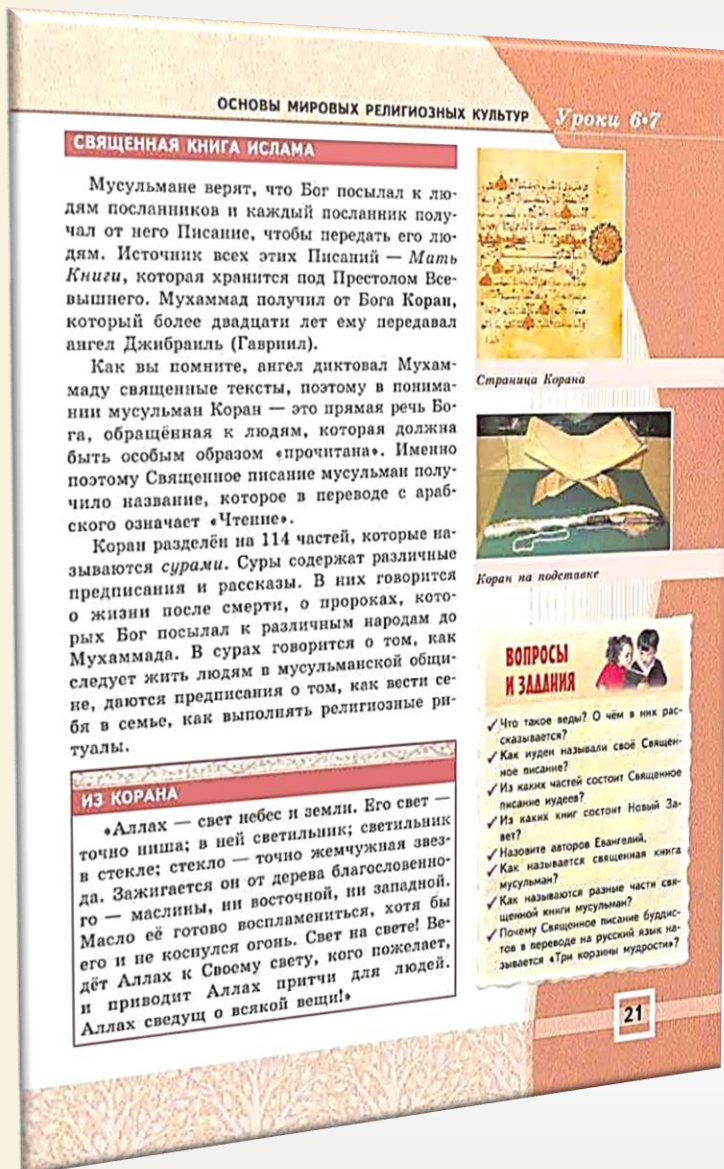 ОСНОВЫ МИРОВЫХ РЕЛИГИОЗНЫХ КУЛЬТУР
Уроки 6•7
СВЯЩЕННАЯ КНИГА ИСЛАМА
Мусульмане верят, что Бог посылал к лю-
дям посланников и каждый посланник полу-
чал от него Писание, чтобы передать его лю-
дям. Источник всех этих Писаний — Мать
Книги, которая хранится под Престолом Все-
вышнего. Мухаммад получил от Бога Коран,
который более двадцати лет ему передавал
ангел Джибраиль (Гавриил).
Как вы помните, ангел диктовал Мухам-
маду священные тексты, поэтому в понима-
нии мусульман Коран — это прямая речь Бо-
га, обращённая к людям, которая должна
быть особым образом «прочитана». Именно
поэтому Священное писание мусульман полу-
чило название, которое в переводе с араб-
ского означает «Чтение».
Коран разделён на 114 частей, которые на-
зываются сурами. Суры содержат различные
предписания и рассказы. В них говорится
о жизни после смерти, о пророках, кото-
рых Бог посылал к различным народам до
Мухаммада. В сурах говорится о том, как
следует жить людям в мусульманской общи-
не, даются предписания о том, как вести се-
бя в семье, как выполнять религиозные ри-
туалы.
ИЗ КОРАНА
«Аллах — свет небес и земли. Его свет —
точно ниша; в ней светильник; светильник
в стекле; стекло — точно жемчужная звез-
да. Зажигается он от дерева благословенно-
го — маслины, ни восточной, ни западной.
Масло её готово воспламениться, хотя бы
его и не коснулся огонь. Свет на свете! Ве-
дёт Аллах к Своему свету, кого пожелает,
и приводит Аллах притчи для людей.
Аллах сведущ о всякой вещи!»
Страница Корана
Коран на подставке
ВОПРОСЫ
И ЗАДАНИЯ
✓ Что такое веды? О чём в них рас-
сказывается?
✓ Как иудеи называли своё Священ-
ное писание?
✓ Из каких частей состоит Священное
писание иудеев?
✓ Из каких книг состоит Новый За-
вет?
✓ Назовите авторов Евангелий.
✓ Как называется священная книга
мусульман?
✓ Как называются разные части свя-
щенной книги мусульман?
✓ Почему Священное писание буддис-
тов в переводе на русский язык на-
зывается «Три корзины мудрости»?
21